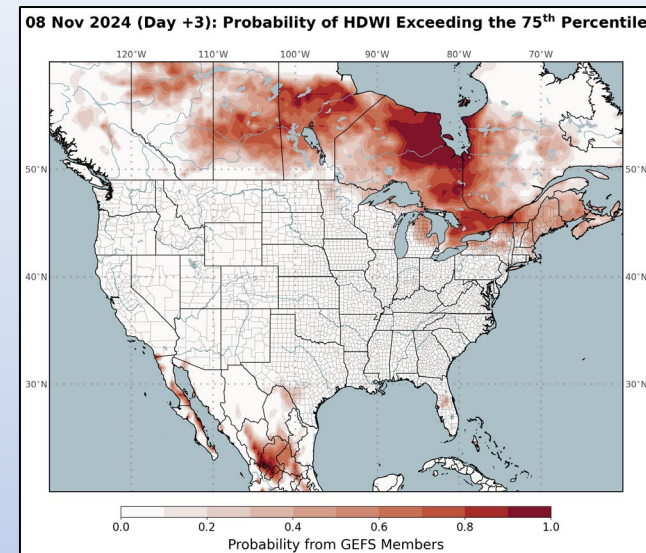 08 Nov 2024 (Day +3): Probability of HDWI Exceeding the 75th Percentile
120°W 110°W 100°W 90°W 80°W 70°W
50°N 50°N
40°N 40°N
30°N 30°N
0.0 0.2 0.4 0.6 0.8 1.0
Probability from GEFS Members